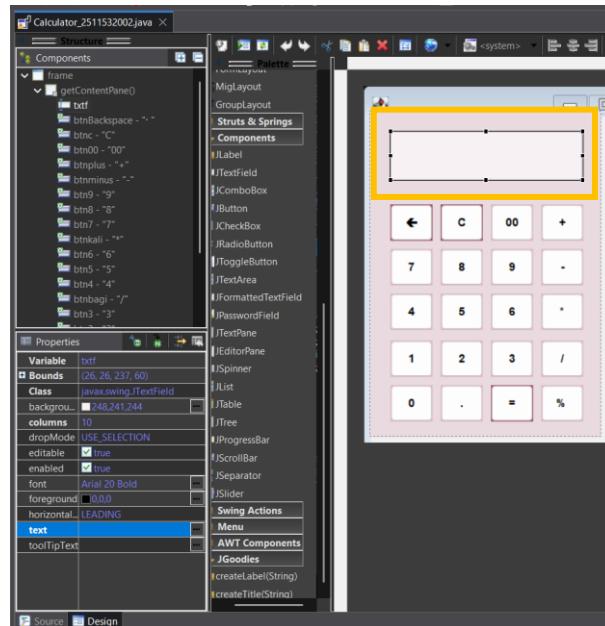 Calculator_2511532002.java
Structure
Components
frame
getContentPane()
txtf
btnBackspace - "
btnc - "C"
btn00 - "00"
btnplus - "+"
btnminus - "-"
btn9 - "9"
btn8 - "8"
btn7 - "7"
btnkali - "*"
btn6 - "6"
btn5 - "5"
btn4 - "4"
btnbagi - "/"
btn3 - "3"
Properties
Variable txtf
Bounds (26, 26, 237, 60)
Class javax.swing.JTextField
backgrou... 248,241,244
columns 10
dropMode USE_SELECTION
editable true
enabled true
font Arial 20 Bold
foreground 0,0,0
horizontal... LEADING
text
toolTipText
Source Design
<system>
Palette
FormLayout
MigLayout
GroupLayout
Struts & Springs
Components
JLabel
JTextField
JComboBox
JButton
JCheckBox
JRadioButton
JToggleButton
JTextArea
JFormattedTextField
JPasswordField
JTextPane
JEditorPane
JSpinner
JList
JTable
JTree
JProgressBar
JScrollBar
JSeparator
JSlider
Swing Actions
Menu
AWT Components
JGoodies
createLabel(String)
createTitle(String)
← C 00 +
7 8 9 -
4 5 6 *
1 2 3 /
0 . = %